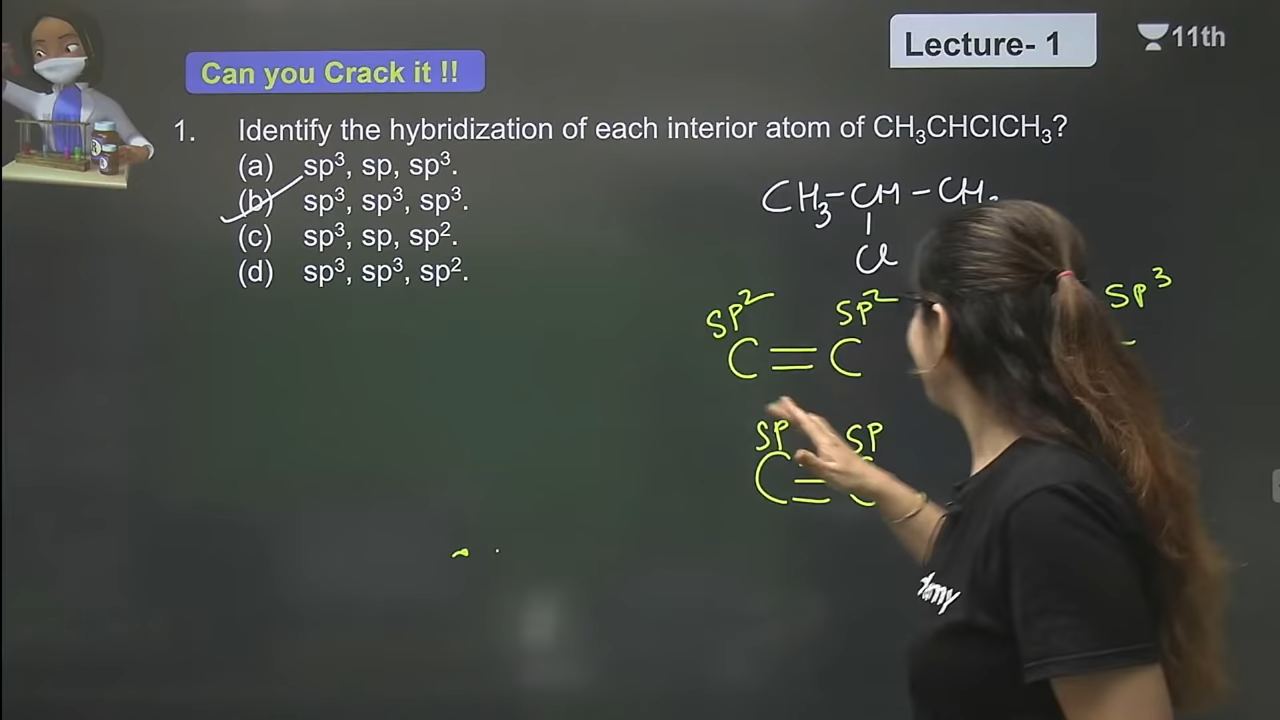 Lecture- 1
11th
Can you Crack it !!
1. Identify the hybridization of each interior atom of CH₃CHClCH₃?
(a) sp³, sp, sp³.
(b) sp³, sp³, sp³.
(c) sp³, sp, sp².
(d) sp³, sp³, sp².
CH₃-CH-CH
Cl
sp² sp² sp³
C=C
sp sp